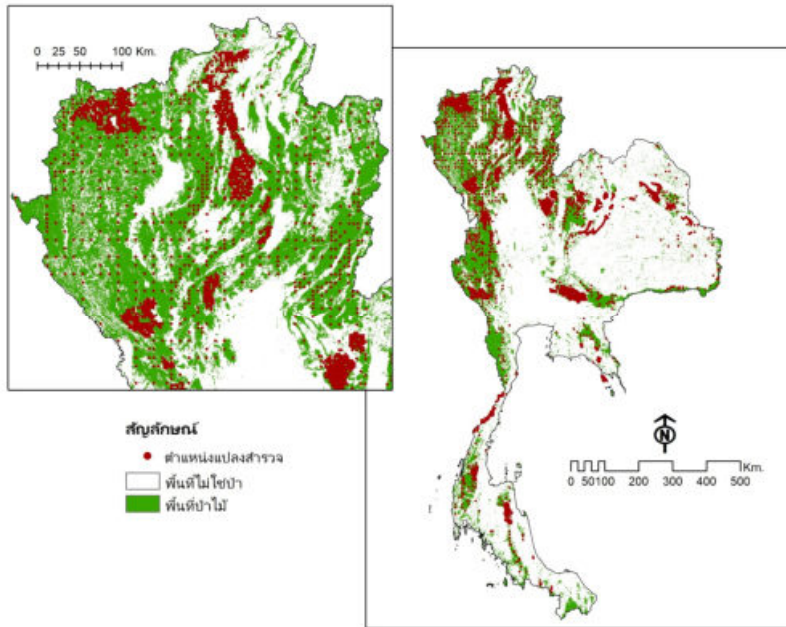 0 25 50 100 Km.
สัญลักษณ์
ตำแหน่งแปลงสำรวจ
พื้นที่ไม่ใช่ป่า
พื้นที่ป่าไม้
N
Km.
0 50100 200 300 400 500